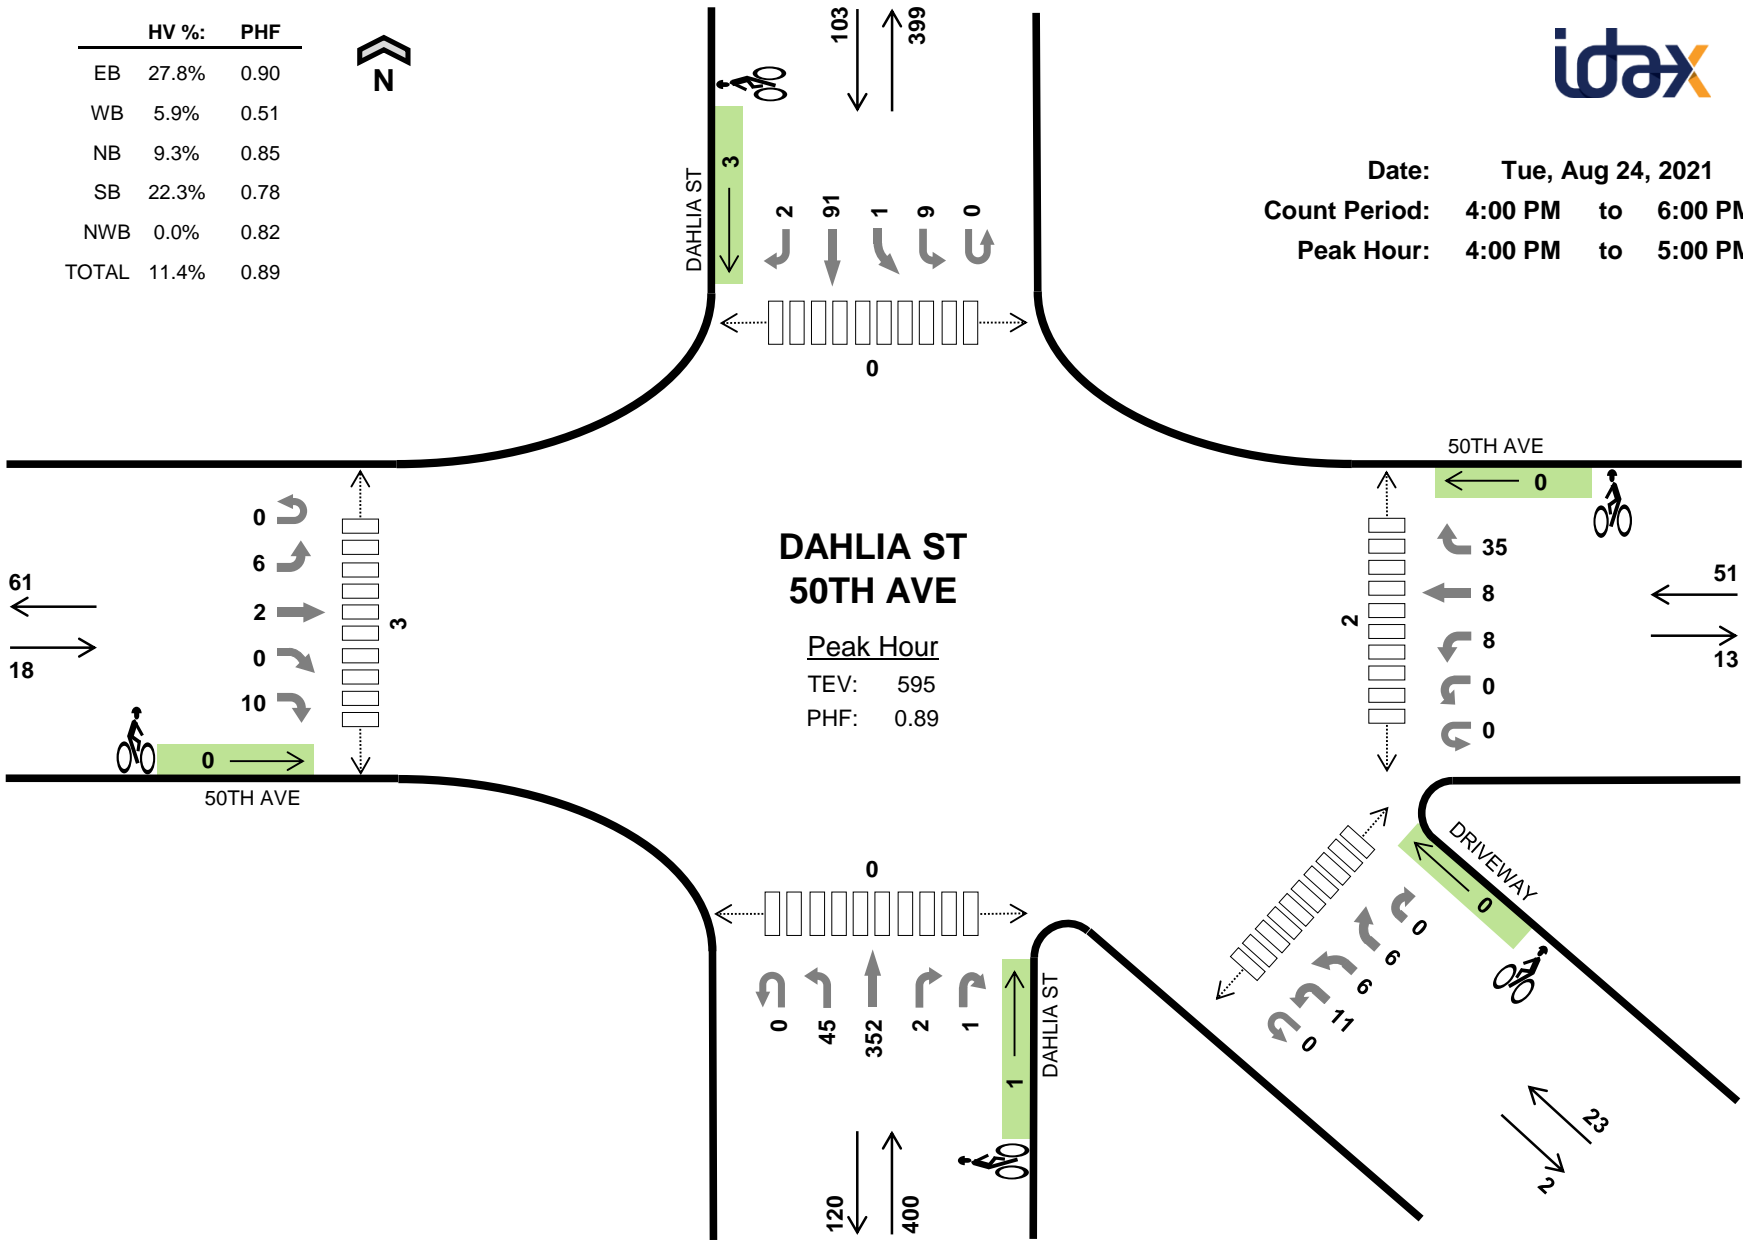 HV %: PHF
EB 27.8% 0.90
WB 5.9% 0.51
NB 9.3% 0.85
SB 22.3% 0.78
NWB 0.0% 0.82
TOTAL 11.4% 0.89
N
103
399
idax
Date: Tue, Aug 24, 2021
Count Period: 4:00 PM to 6:00 PM
Peak Hour: 4:00 PM to 5:00 PM
DAHLIA ST
3
2 91 1 9 0
0
50TH AVE
0
0
6
2
0
10
3
61
18
0
50TH AVE
DAHLIA ST
50TH AVE
Peak Hour
TEV: 595
PHF: 0.89
2
35
8
8
0
0
51
13
0
0 45 352 2 1
1
DAHLIA ST
120
400
DRIVEWAY
0
0
6
6
11
0
23
2